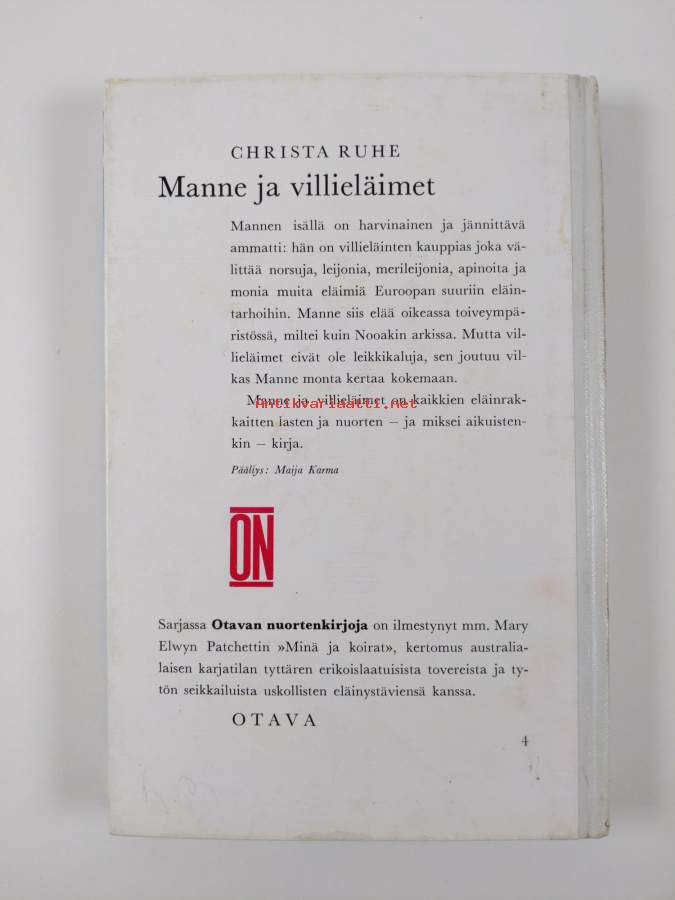 CHRISTA RUHE
Manne ja villieläimet
Mannen isällä on harvinainen ja jännittävä
ammatti: hän on villieläinten kauppias joka vä-
littää norsuja, leijonia, merileijonia, apinoita ja
monia muita eläimiä Euroopan suuriin eläin-
tarhoihin. Manne siis elää oikeassa toiveympä-
ristössä, miltei kuin Nooakin arkissa. Mutta vil-
lieläimet eivät ole leikkikaluja, sen joutuu vil-
kas Manne monta kertaa kokemaan.
Manne ja villieläimet on kaikkien eläinrak-
Antikvariaatti.net
kaitten lasten ja nuorten – ja miksei aikuisten-
kin – kirja.
Päällys: Maija Karma
ON
Sarjassa Otavan nuortenkirjoja on ilmestynyt mm. Mary
Elwyn Patchettin »Minä ja koirat», kertomus australia-
laisen karjatilan tyttären erikoislaatuisista tovereista ja ty-
tön seikkailuista uskollisten eläinystäviensä kanssa.
OTAVA
4